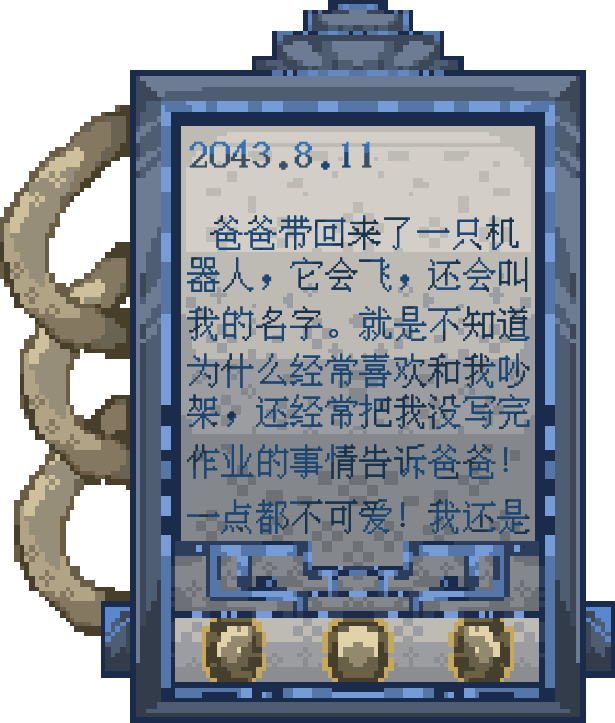 2043.8.11
爸爸带回来了一只机
器人，它会飞，还会叫
我的名字。就是不知道
为什么经常喜欢和我吵
架，还经常把我没写完
作业的事情告诉爸爸！
一点都不可爱！我还是